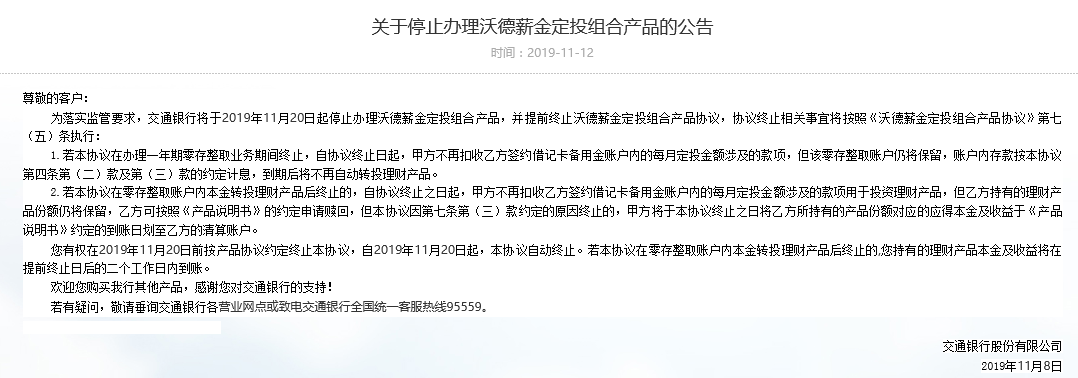 关于停止办理沃德薪金定投组合产品的公告
时间：2019-11-12
尊敬的客户：
为落实监管要求，交通银行将于2019年11月20日起停止办理沃德薪金定投组合产品，并提前终止沃德薪金定投组合产品协议，协议终止相关事宜将按照《沃德薪金定投组合产品协议》第七
（五）条执行：
1. 若本协议在办理一年期零存整取业务期间终止，自协议终止日起，甲方不再扣收乙方签约借记卡备用金账户内的每月定投金额涉及的款项，但该零存整取账户仍将保留，账户内存款按本协议
第四条第（二）款及第（三）款的约定计息，到期后将不再自动转投理财产品。
2. 若本协议在零存整取账户内本金转投理财产品后终止的，自协议终止之日起，甲方不再扣收乙方签约借记卡备用金账户内的每月定投金额涉及的款项用于投资理财产品，但乙方持有的理财产
品份额仍将保留，乙方可按照《产品说明书》的约定申请赎回，但本协议因第七条第（三）款约定的原因终止的，甲方将于本协议终止之日将乙方所持有的产品份额对应的应得本金及收益于《产品
说明书》约定的到账日划至乙方的清算账户。
您有权在2019年11月20日前按产品协议约定终止本协议，自2019年11月20日起，本协议自动终止。若本协议在零存整取账户内本金转投理财产品后终止的,您持有的理财产品本金及收益将在
提前终止日后的二个工作日内到账。
欢迎您购买我行其他产品，感谢您对交通银行的支持！
若有疑问，敬请垂询交通银行各营业网点或致电交通银行全国统一客服热线95559。
交通银行股份有限公司
2019年11月8日